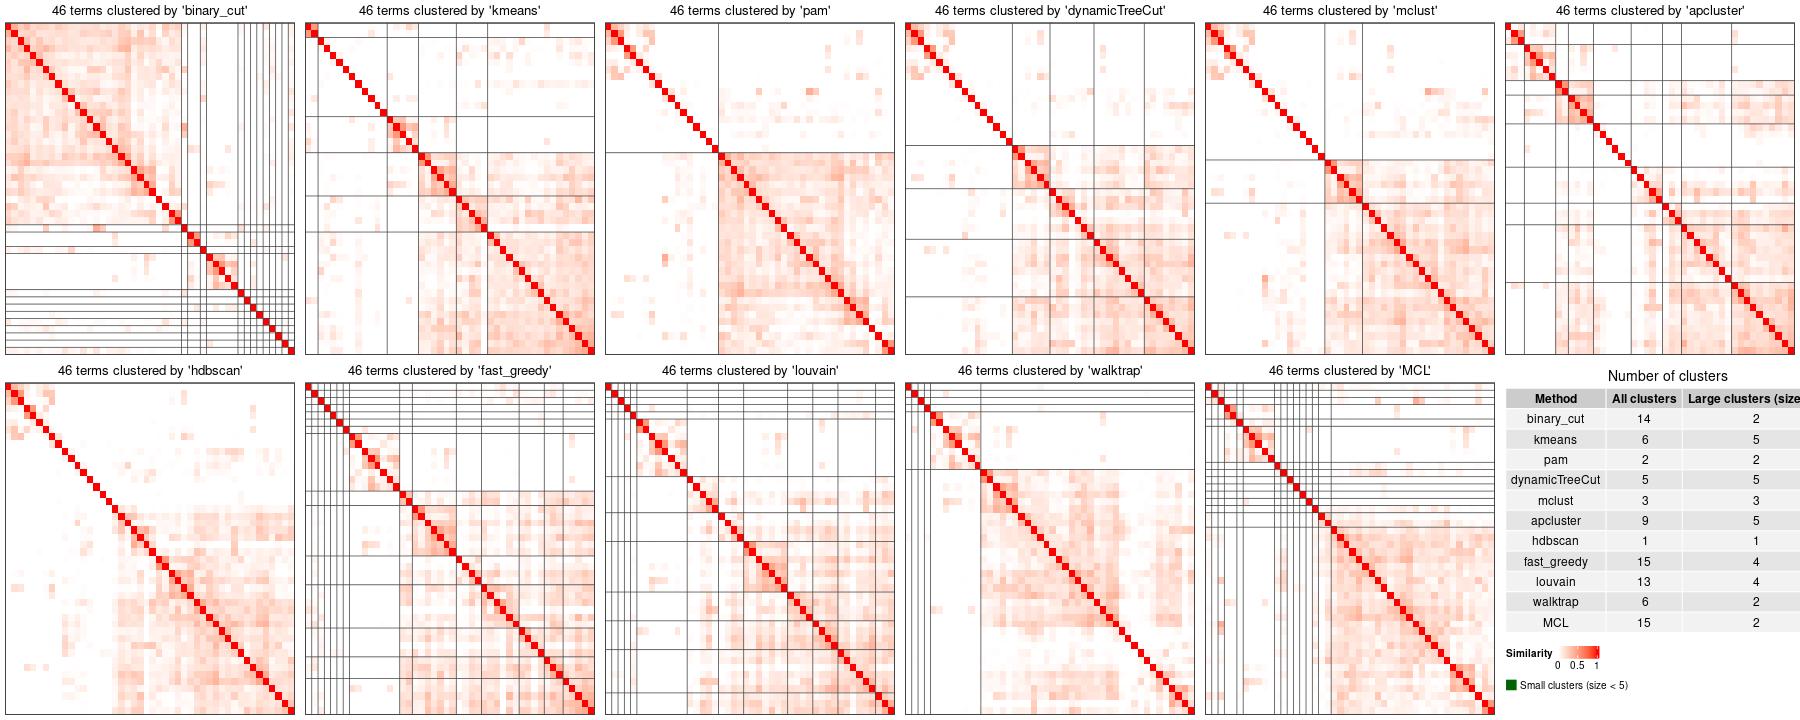 46 terms clustered by 'binary_cut'
46 terms clustered by 'kmeans'
46 terms clustered by 'pam'
46 terms clustered by 'dynamicTreeCut'
46 terms clustered by 'mclust'
46 terms clustered by 'apcluster'
46 terms clustered by 'hdbscan'
46 terms clustered by 'fast_greedy'
46 terms clustered by 'louvain'
46 terms clustered by 'walktrap'
46 terms clustered by 'MCL'
Number of clusters
Method All clusters Large clusters (size
binary_cut 14 2
kmeans 6 5
pam 2 2
dynamicTreeCut 5 5
mclust 3 3
apcluster 9 5
hdbscan 1 1
fast_greedy 15 4
louvain 13 4
walktrap 6 2
MCL 15 2
Similarity
0 0.5 1
Small clusters (size < 5)